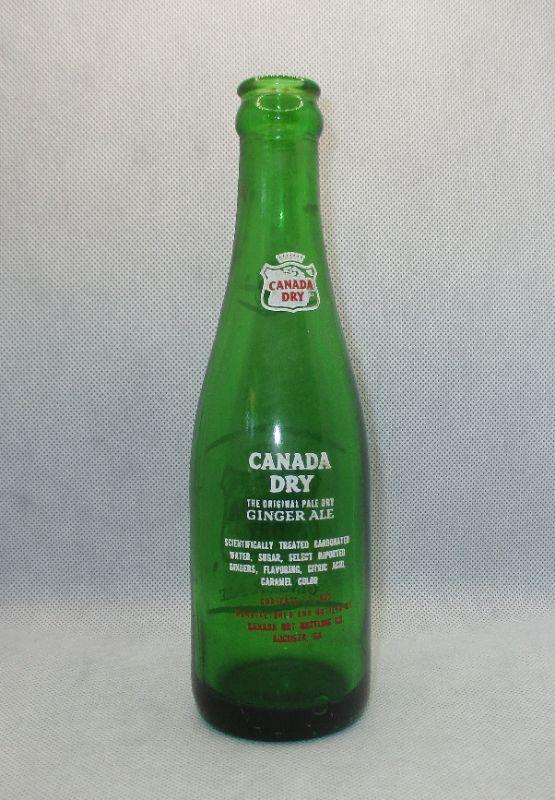 CANADA
DRY
CANADA
DRY
THE ORIGINAL PALE DRY
GINGER ALE
SCIENTIFICALLY TREATED CARBONATED
WATER, SUGAR, SELECT IMPORTED
GINGERS, FLAVORING, CITRIC ACID,
CARAMEL COLOR
CANADA DRY BOTTLING CO.
AUGUSTA, GA.